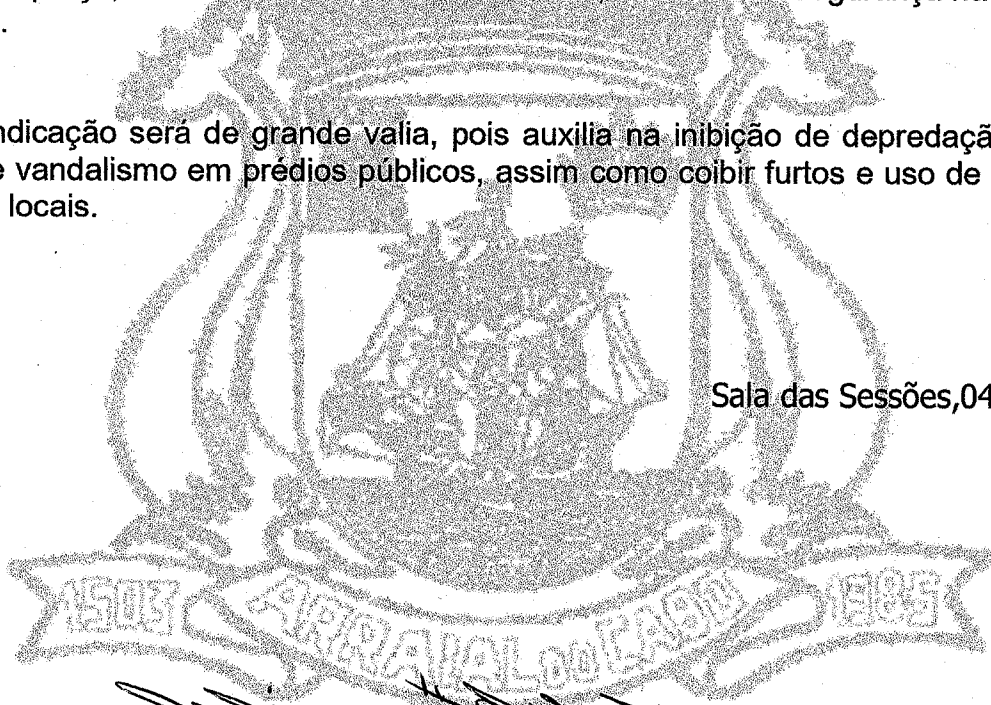 ndicação será de grande valia, pois auxilia na inibição de depredaçã
e vandalismo em prédios públicos, assim como coibir furtos e uso de
locais.
Sala das Sessões,04
1503 ARRAIAL DO CABO 1985